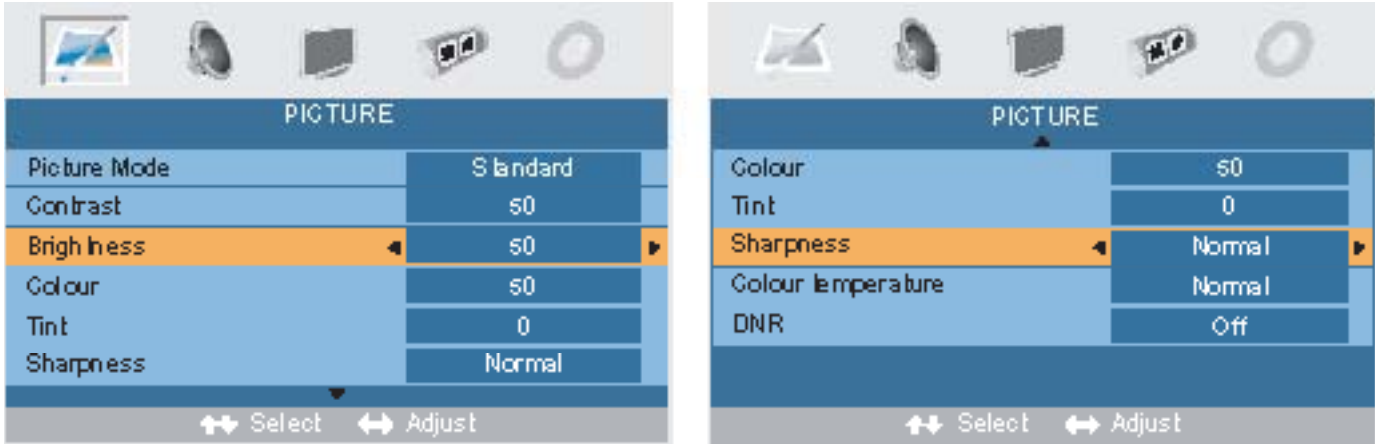 PICTURE
Picture Mode Standard
Contrast 50
Brightness 50
Colour 50
Tint 0
Sharpness Normal
Select Adjust
PICTURE
Colour 50
Tint 0
Sharpness Normal
Colour temperature Normal
DNR Off
Select Adjust